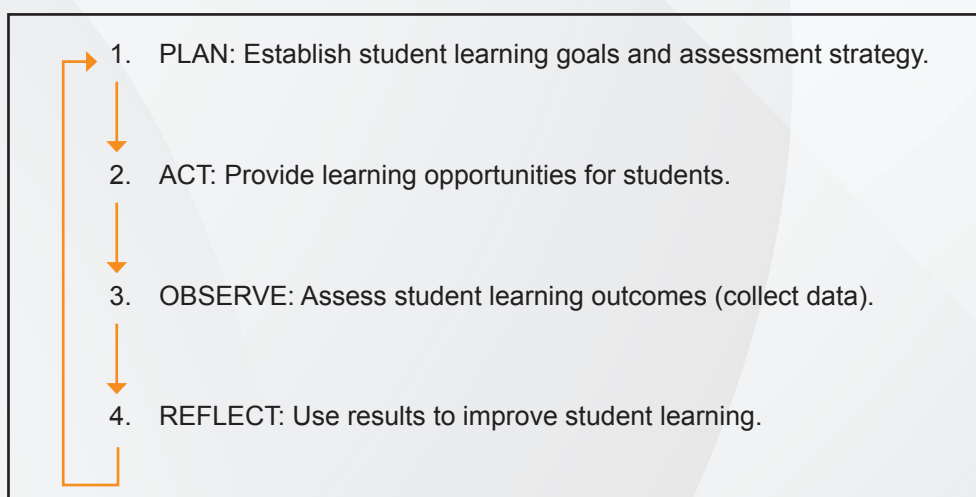 1. PLAN: Establish student learning goals and assessment strategy.
2. ACT: Provide learning opportunities for students.
3. OBSERVE: Assess student learning outcomes (collect data).
4. REFLECT: Use results to improve student learning.